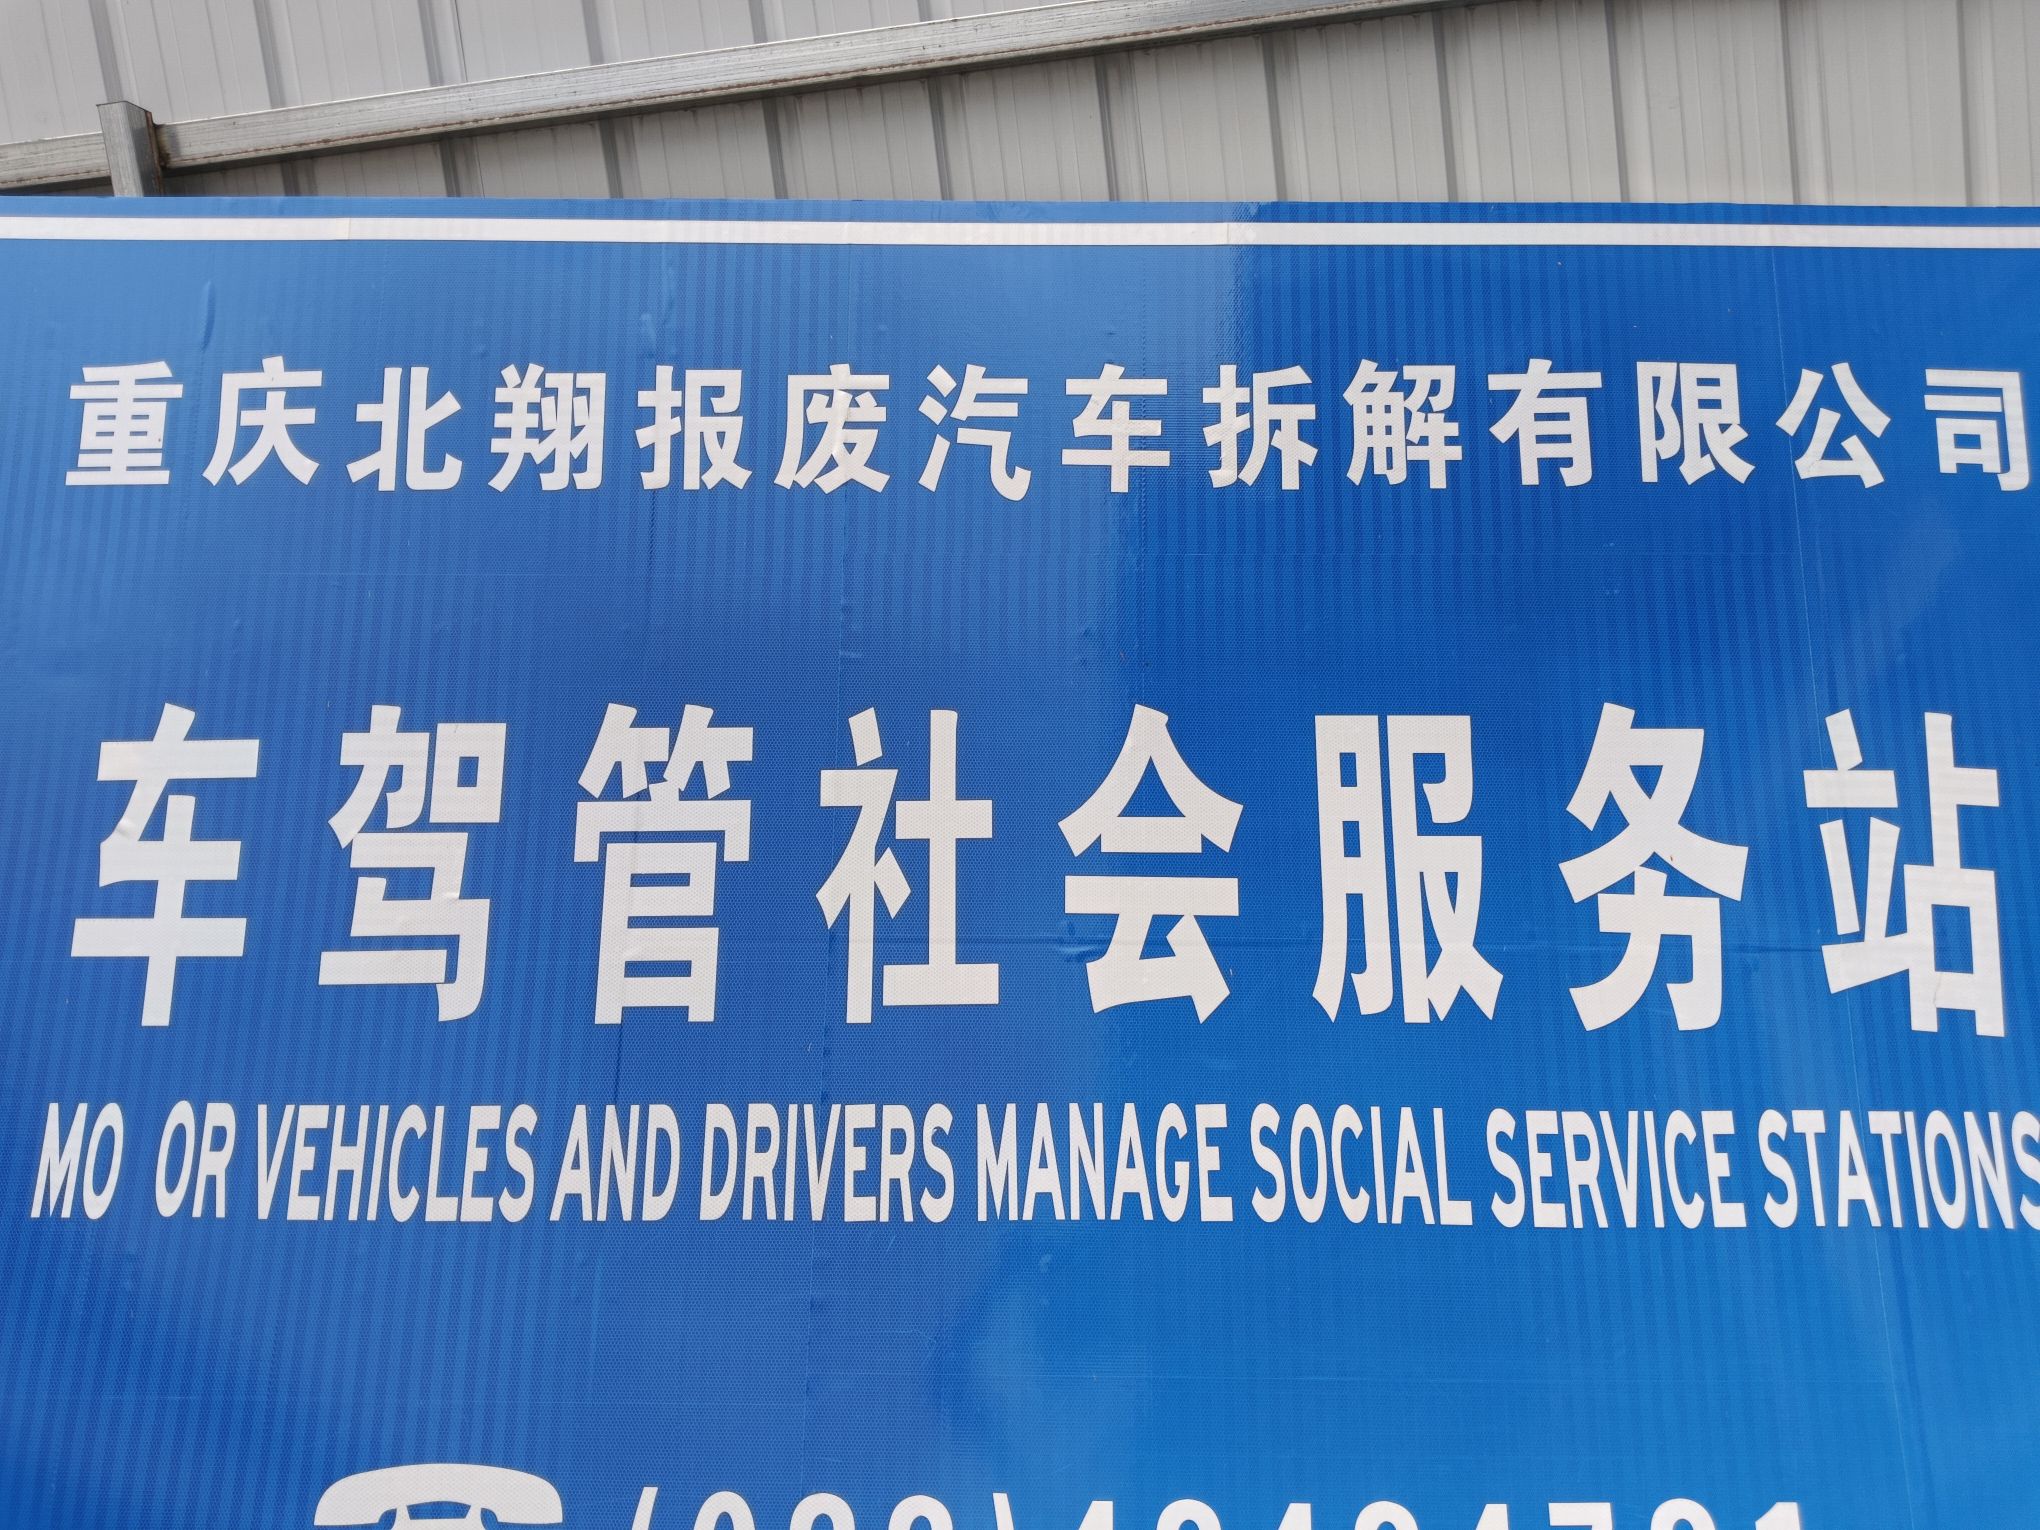 重庆北翔报废汽车拆解有限公司
车驾管社会服务站
MO OR VEHICLES AND DRIVERS MANAGE SOCIAL SERVICE STATIONS